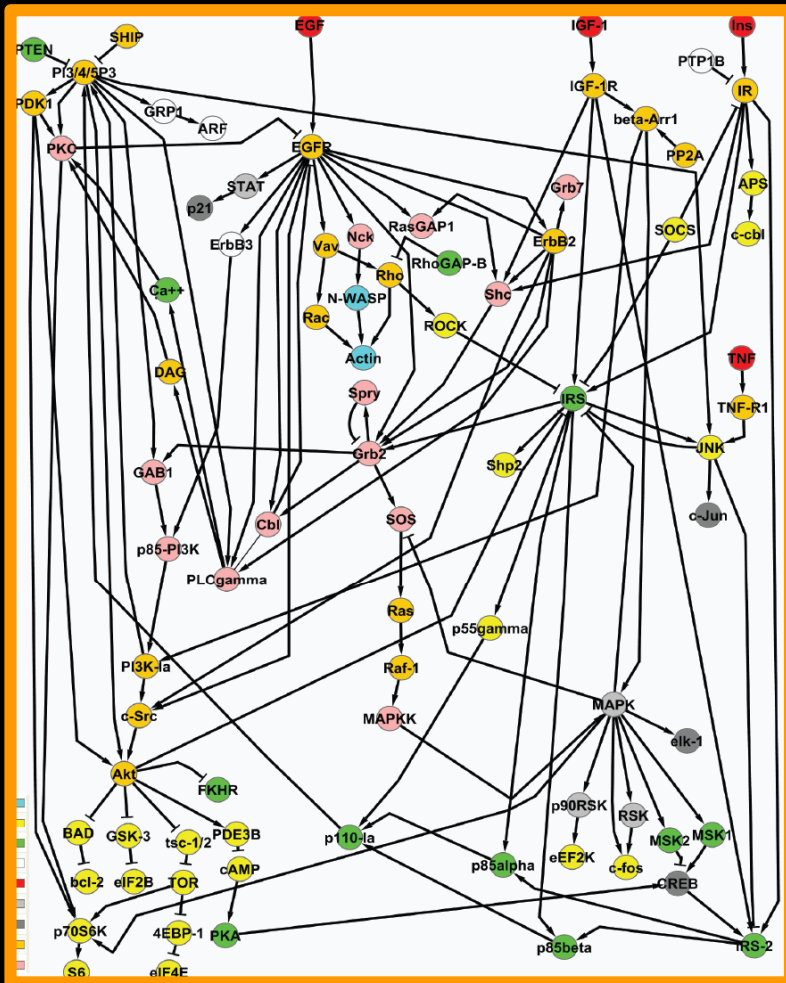 EGF
IGF-1
Ins
PTEN
SHIP
PI3/4/5P3
PTP1B
IGF-1R
IR
PDK1
GRP1
ARF
beta-Arr1
PKC
EGFR
PP2A
STAT
Grb7
APS
p21
ErbB3
Nck
RasGAP1
Vav
ErbB2
SOCS
c-cbl
Rho
RhoGAP-B
Ca++
N-WASP
Shc
Rac
ROCK
Actin
TNF
DAG
Spry
IRS
TNF-R1
Grb2
JNK
GAB1
Shp2
Cbl
SOS
c-Jun
p85-PI3K
PLCgamma
Ras
p55gamma
PI3K-Ia
Raf-1
c-Src
MAPKK
MAPK
elk-1
Akt
FKHR
p90RSK
RSK
BAD
GSK-3
tsc-1/2
PDE3B
p110-Ia
MSK2
MSK1
eEF2K
c-fos
p85alpha
bcl-2
eIF2B
TOR
cAMP
CREB
p70S6K
4EBP-1
PKA
p85beta
IRS-2
S6
eIF4E